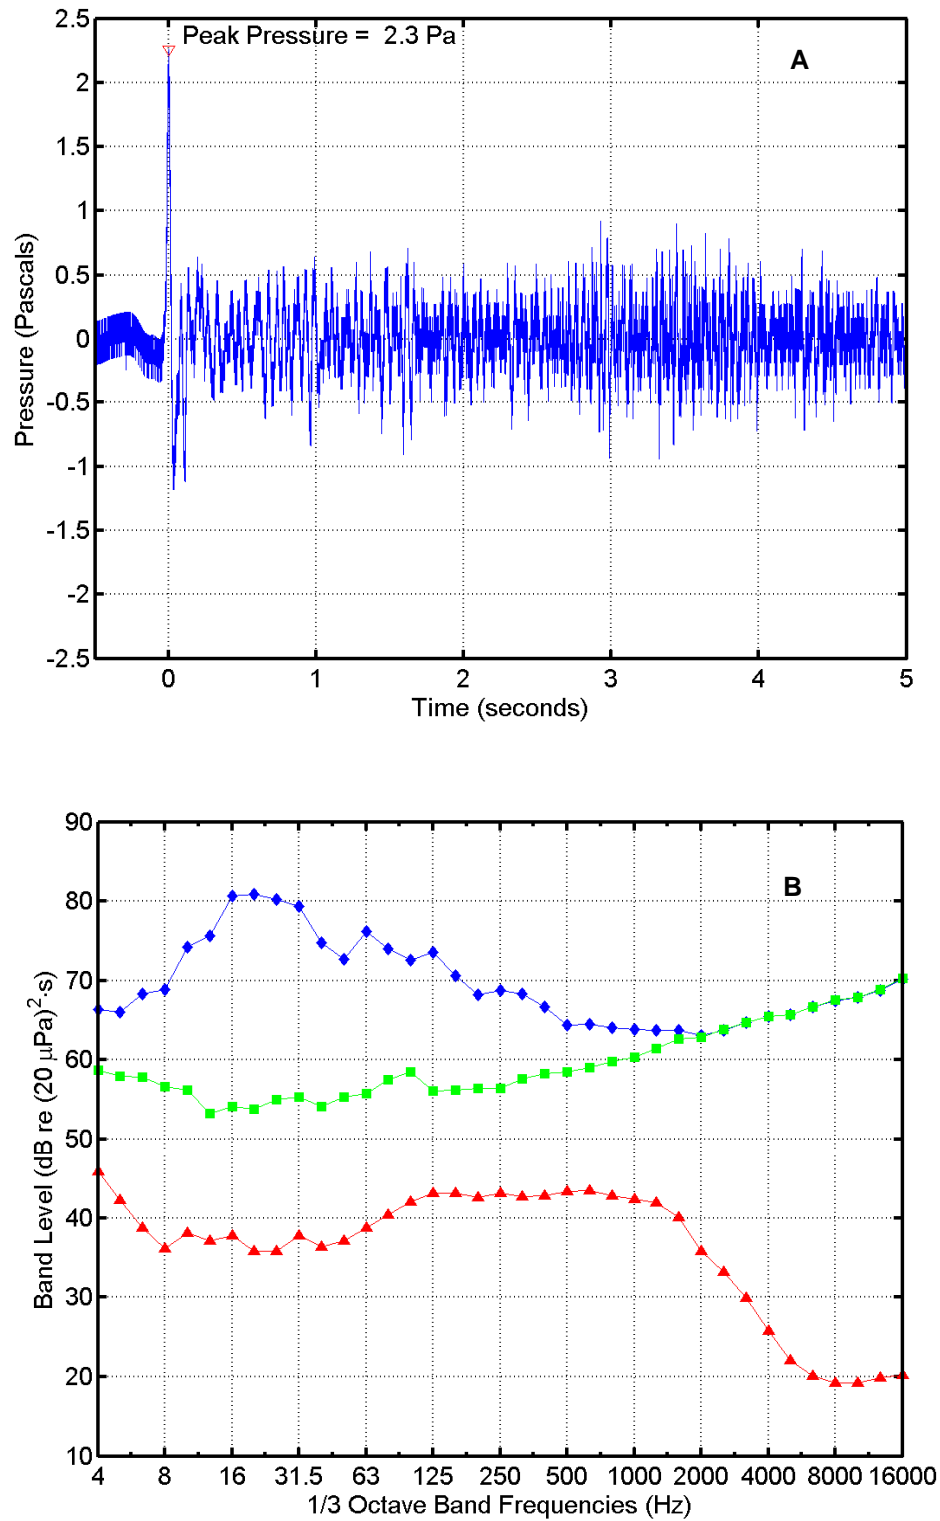 Peak Pressure = 2.3 Pa
A
2.5
2
1.5
1
0.5
0
-0.5
-1
-1.5
-2
-2.5
Pressure (Pascals)
0 1 2 3 4 5
Time (seconds)
B
90
80
70
60
50
40
30
20
10
Band Level (dB re (20 μPa)²·s)
4 8 16 31.5 63 125 250 500 1000 2000 4000 8000 16000
1/3 Octave Band Frequencies (Hz)